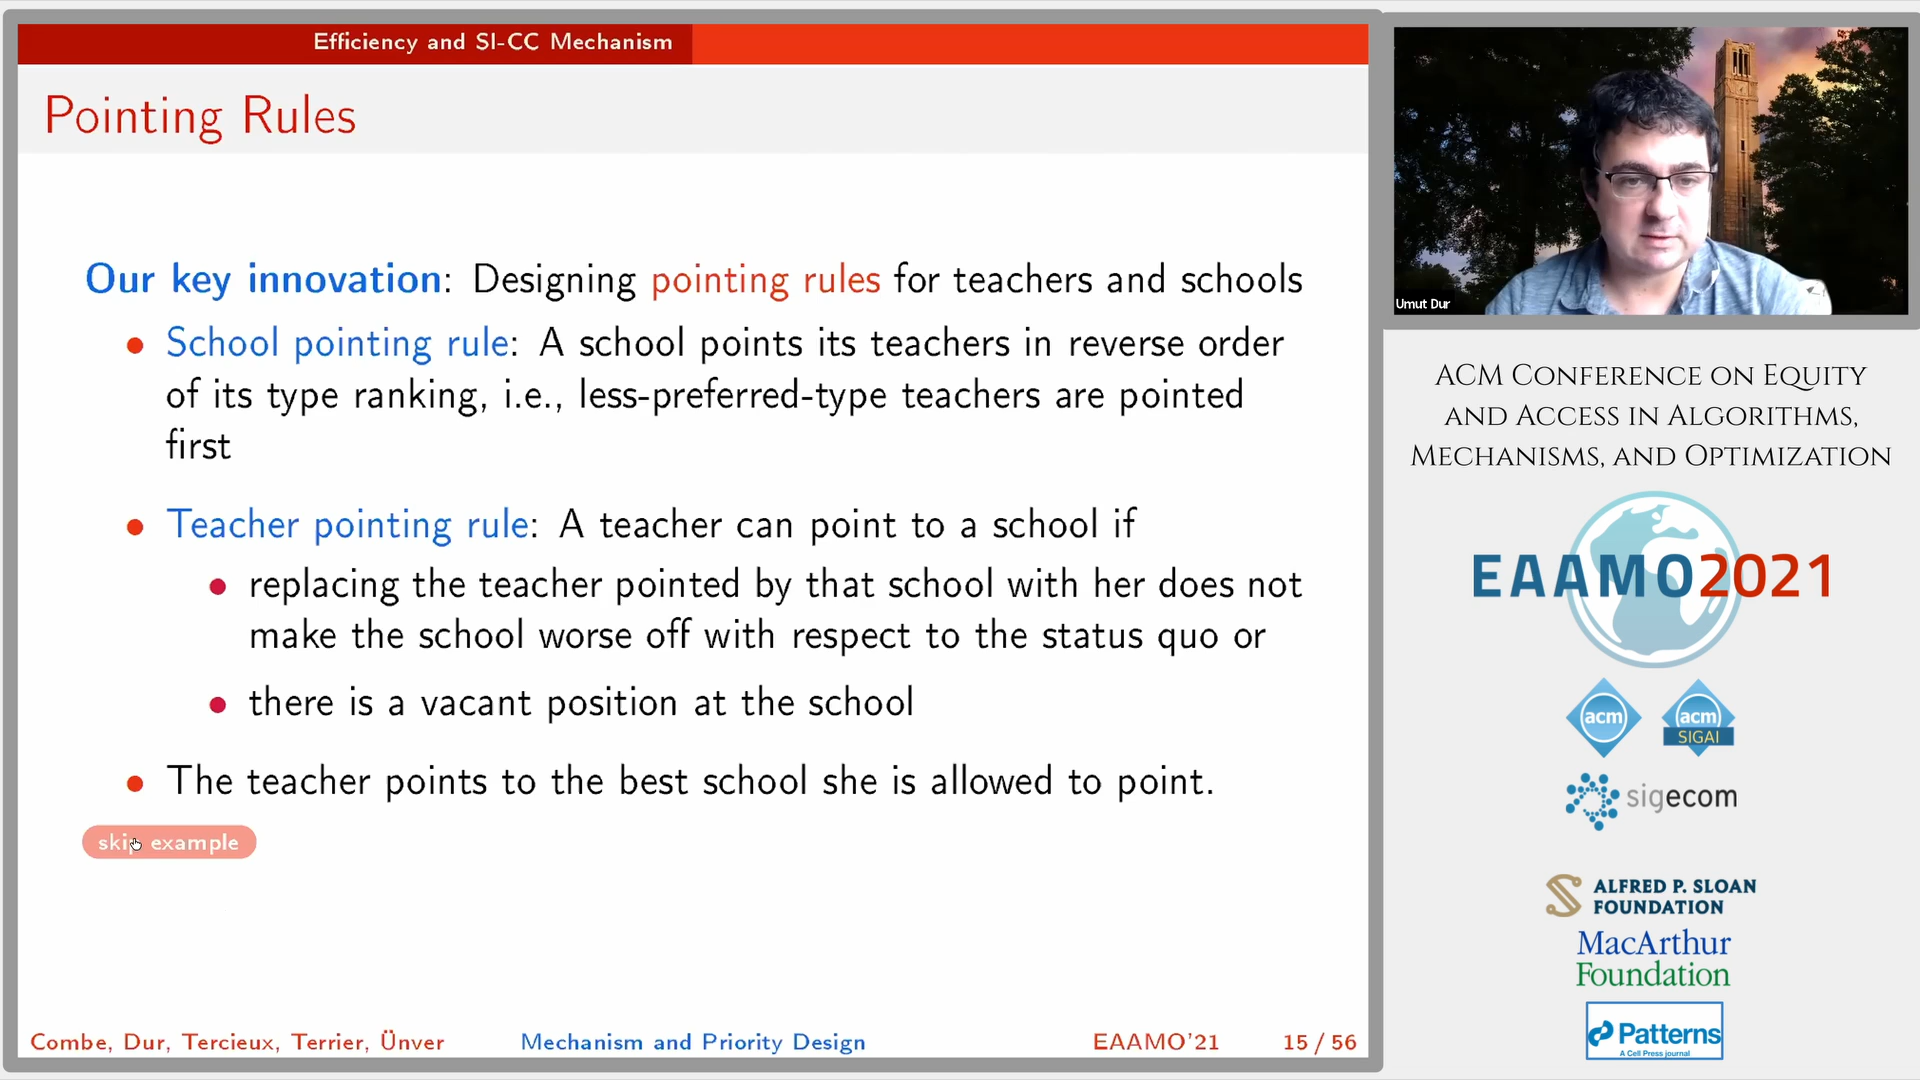 Efficiency and SI-CC Mechanism
Pointing Rules
Our key innovation: Designing pointing rules for teachers and schools
• School pointing rule: A school points its teachers in reverse order
of its type ranking, i.e., less-preferred-type teachers are pointed
first
• Teacher pointing rule: A teacher can point to a school if
• replacing the teacher pointed by that school with her does not
make the school worse off with respect to the status quo or
• there is a vacant position at the school
• The teacher points to the best school she is allowed to point.
skip example
Combe, Dur, Tercieux, Terrier, Ünver
Mechanism and Priority Design
EAAMO'21
15 / 56
Umut Dur
ACM Conference on Equity
and Access in Algorithms,
Mechanisms, and Optimization
EAAMO2021
acm
acm
SIGAI
sigecom
ALFRED P. SLOAN
FOUNDATION
MacArthur
Foundation
Patterns
A Cell Press journal